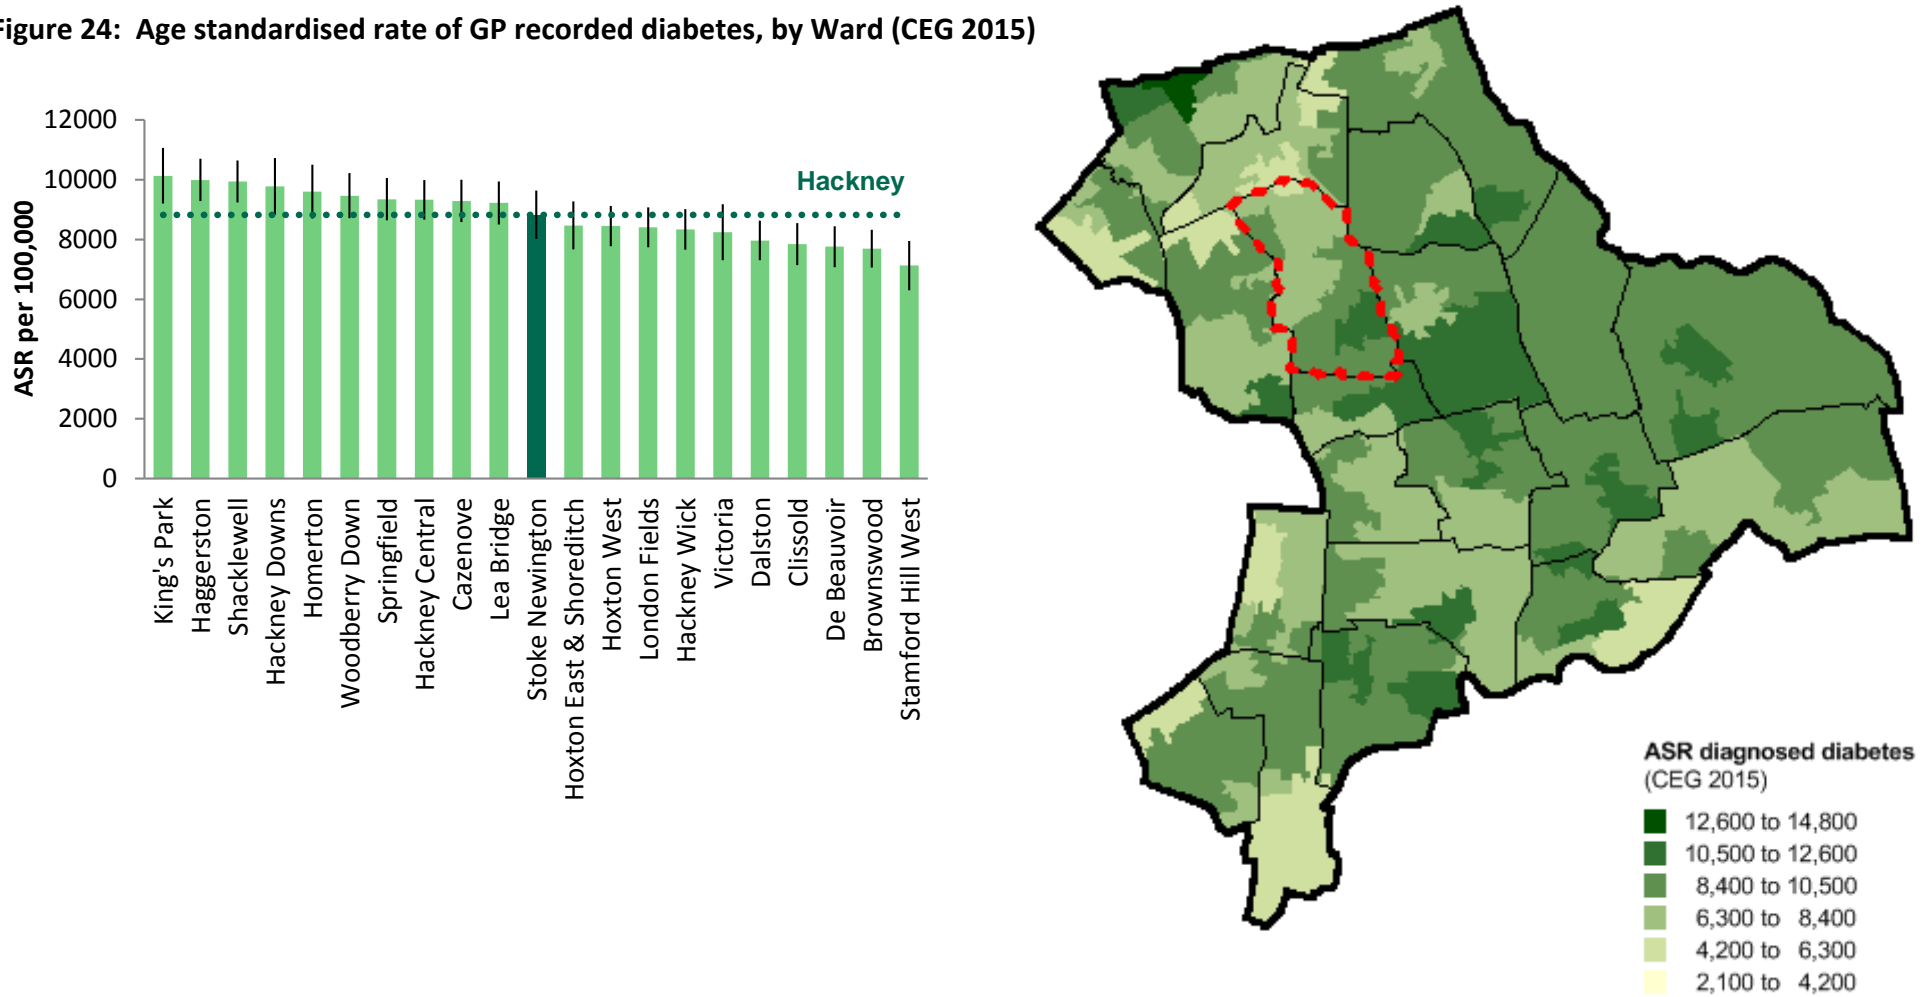 Figure 24:  Age standardised rate of GP recorded diabetes, by Ward (CEG 2015)
ASR per 100,000
12000
10000
8000
6000
4000
2000
0
Hackney
King's Park
Haggerston
Shacklewell
Hackney Downs
Homerton
Woodberry Down
Springfield
Hackney Central
Cazenove
Lea Bridge
Stoke Newington
Hoxton East & Shoreditch
Hoxton West
London Fields
Hackney Wick
Victoria
Dalston
Clissold
De Beauvoir
Brownswood
Stamford Hill West
ASR diagnosed diabetes
(CEG 2015)
12,600 to 14,800
10,500 to 12,600
8,400 to 10,500
6,300 to 8,400
4,200 to 6,300
2,100 to 4,200